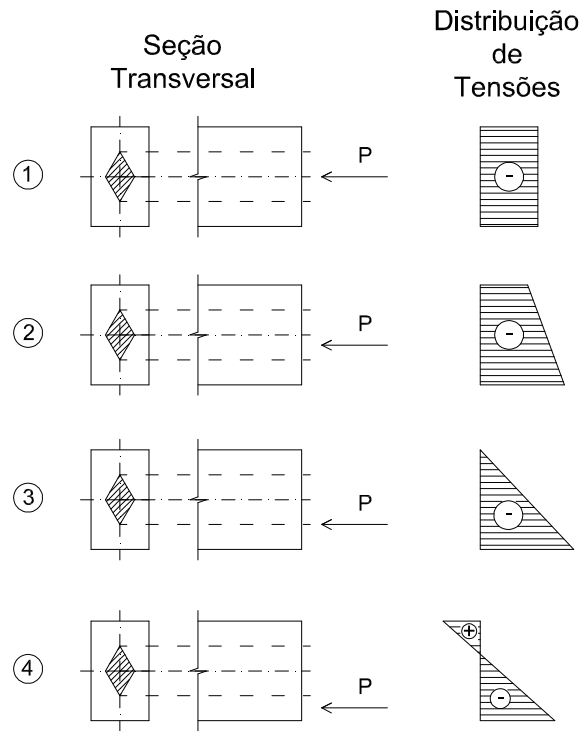 Seção
Transversal
Distribuição
de
Tensões
1
P
-
2
P
-
3
P
-
4
P
+
-